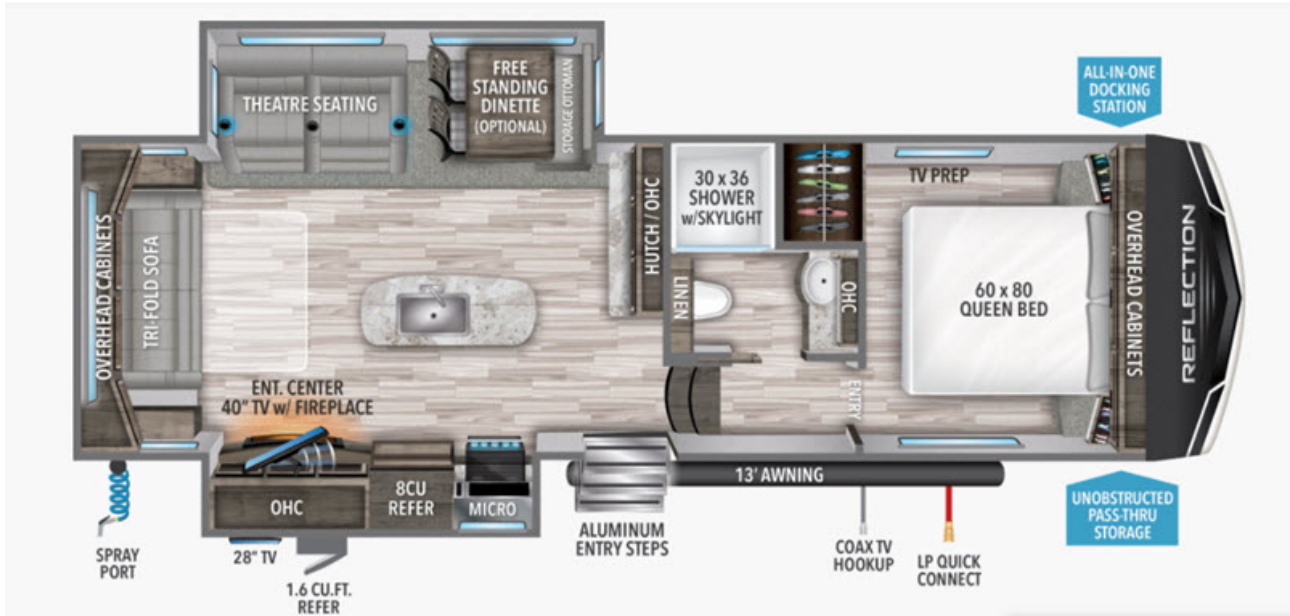 THEATRE SEATING
FREE
STANDING
DINETTE
(OPTIONAL)
STORAGE OTTOMAN
ALL-IN-ONE
DOCKING
STATION
OVERHEAD CABINETS
TRI-FOLD SOFA
HUTCH / OHC
30 x 36
SHOWER
w/SKYLIGHT
TV PREP
LINEN
OHC
60 x 80
QUEEN BED
OVERHEAD CABINETS
REFLECTION
ENT. CENTER
40" TV w/ FIREPLACE
ENTRY
OHC
8CU
REFER
MICRO
13' AWNING
UNOBSTRUCTED
PASS-THRU
STORAGE
SPRAY
PORT
28" TV
1.6 CU.FT.
REFER
ALUMINUM
ENTRY STEPS
COAX TV
HOOKUP
LP QUICK
CONNECT